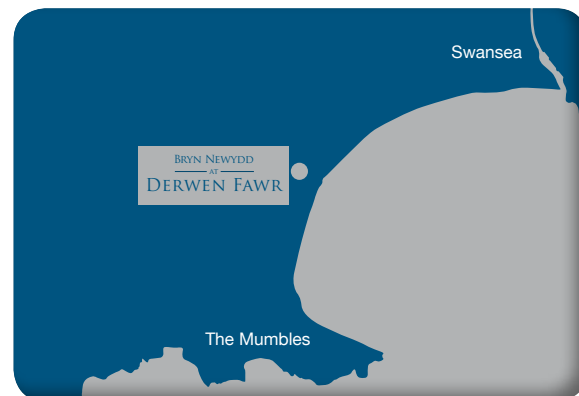 Swansea
BRYN NEWYDD
AT
DERWEN FAWR
The Mumbles